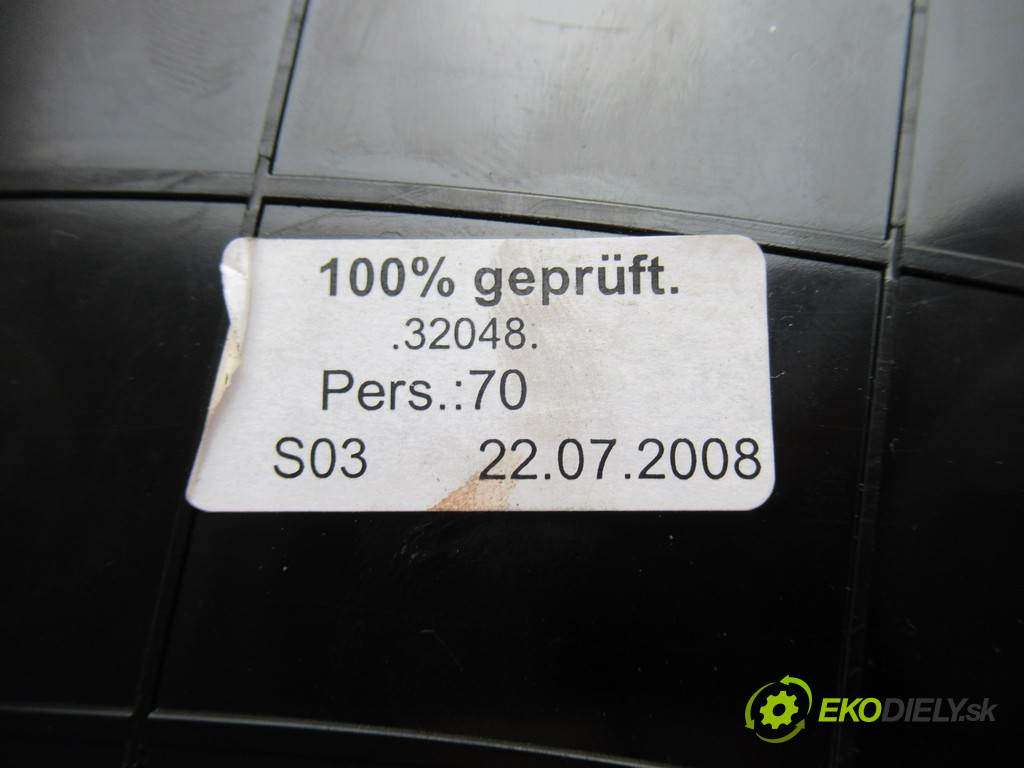 100% geprüft.
.32048.
Pers.:70
S03 22.07.2008
EKODIELY.sk